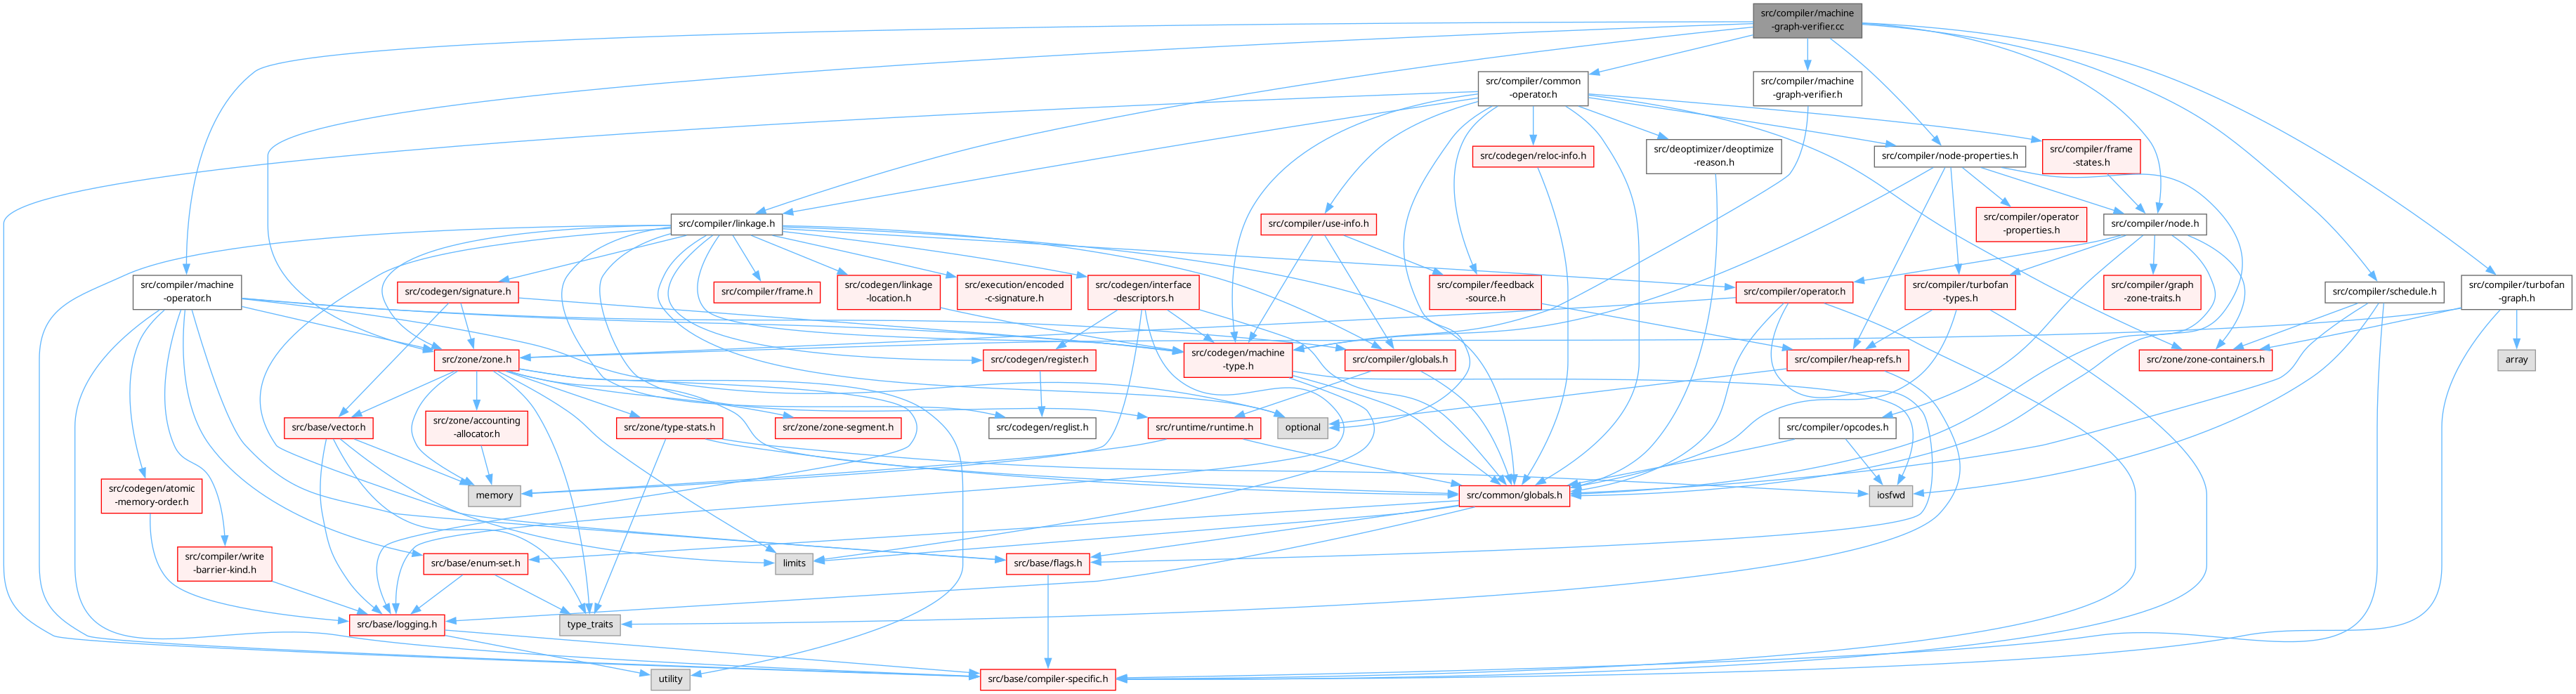 src/compiler/machine
-graph-verifier.cc
src/compiler/common
-operator.h
src/compiler/machine
-graph-verifier.h
src/codegen/reloc-info.h
src/deoptimizer/deoptimize
-reason.h
src/compiler/node-properties.h
src/compiler/frame
-states.h
src/compiler/linkage.h
src/compiler/use-info.h
src/compiler/operator
-properties.h
src/compiler/node.h
src/compiler/machine
-operator.h
src/codegen/signature.h
src/compiler/frame.h
src/codegen/linkage
-location.h
src/execution/encoded
-c-signature.h
src/codegen/interface
-descriptors.h
src/compiler/feedback
-source.h
src/compiler/operator.h
src/compiler/turbofan
-types.h
src/compiler/graph
-zone-traits.h
src/compiler/schedule.h
src/compiler/turbofan
-graph.h
src/zone/zone.h
src/codegen/register.h
src/codegen/machine
-type.h
src/compiler/globals.h
src/compiler/heap-refs.h
src/zone/zone-containers.h
array
src/base/vector.h
src/zone/accounting
-allocator.h
src/zone/type-stats.h
src/zone/zone-segment.h
src/codegen/reglist.h
src/runtime/runtime.h
optional
src/compiler/opcodes.h
src/codegen/atomic
-memory-order.h
memory
src/common/globals.h
iosfwd
src/compiler/write
-barrier-kind.h
src/base/enum-set.h
limits
src/base/flags.h
src/base/logging.h
type_traits
utility
src/base/compiler-specific.h